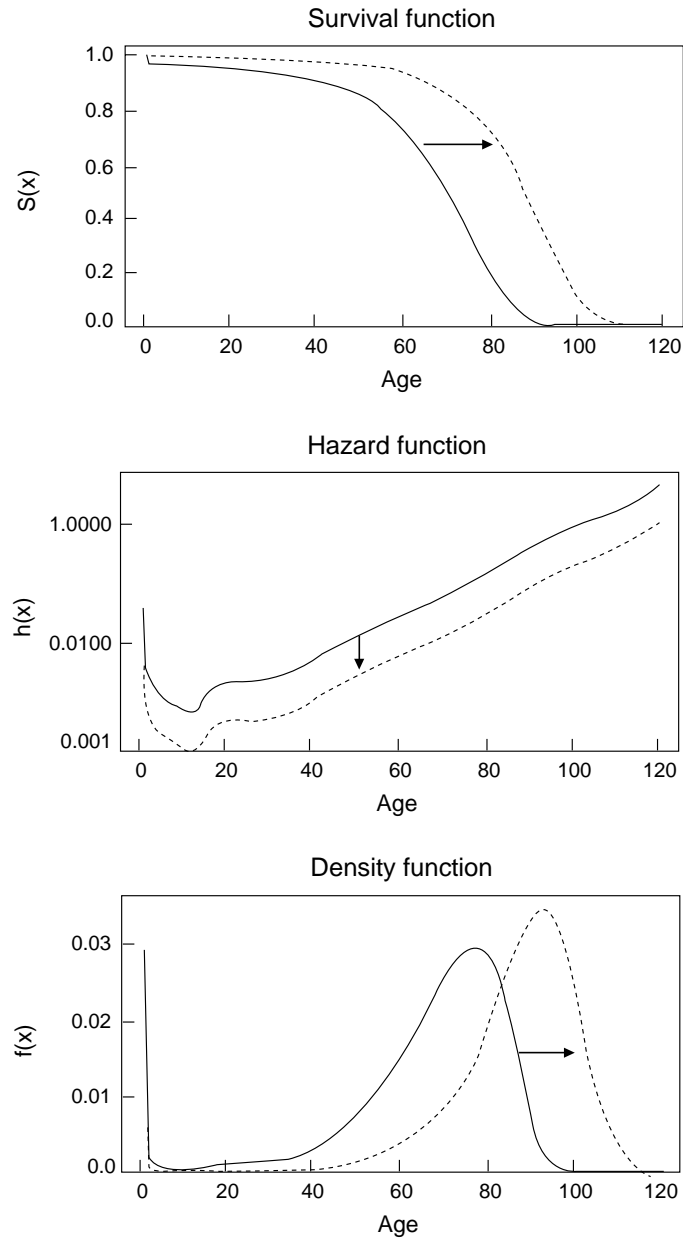 Survival function
1.0
0.8
0.6
0.4
0.2
0.0
S(x)
0 20 40 60 80 100 120
Age
Hazard function
1.0000
0.0100
0.001
h(x)
0 20 40 60 80 100 120
Age
Density function
0.03
0.02
0.01
0.0
f(x)
0 20 40 60 80 100 120
Age